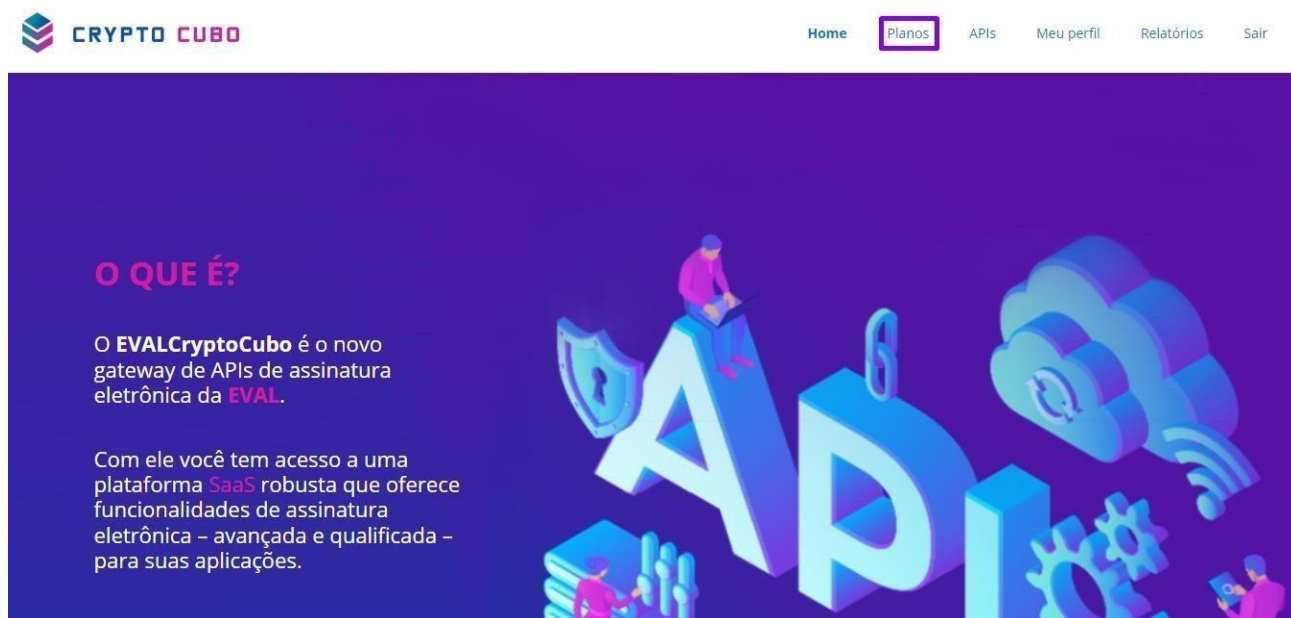 CRYPTO CUBO
Home Planos APIs Meu perfil Relatórios Sair
O QUE É?
O EVALCryptoCubo é o novo
gateway de APIs de assinatura
eletrônica da EVAL.
Com ele você tem acesso a uma
plataforma SaaS robusta que oferece
funcionalidades de assinatura
eletrônica – avançada e qualificada –
para suas aplicações.
API